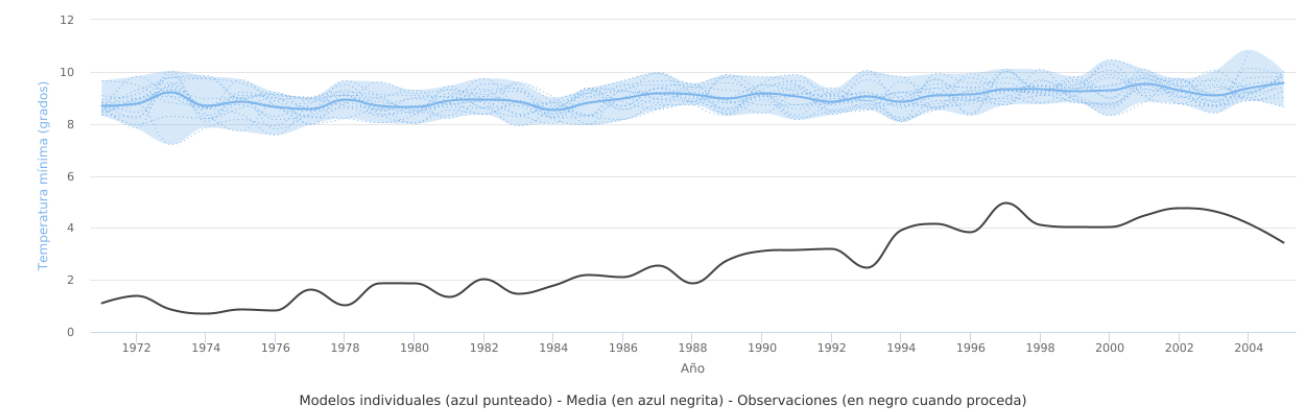 Temperatura mínima (grados)
12
10
8
6
4
2
0
1972 1974 1976 1978 1980 1982 1984 1986 1988 1990 1992 1994 1996 1998 2000 2002 2004
Año
Modelos individuales (azul punteado) - Media (en azul negrita) - Observaciones (en negro cuando proceda)